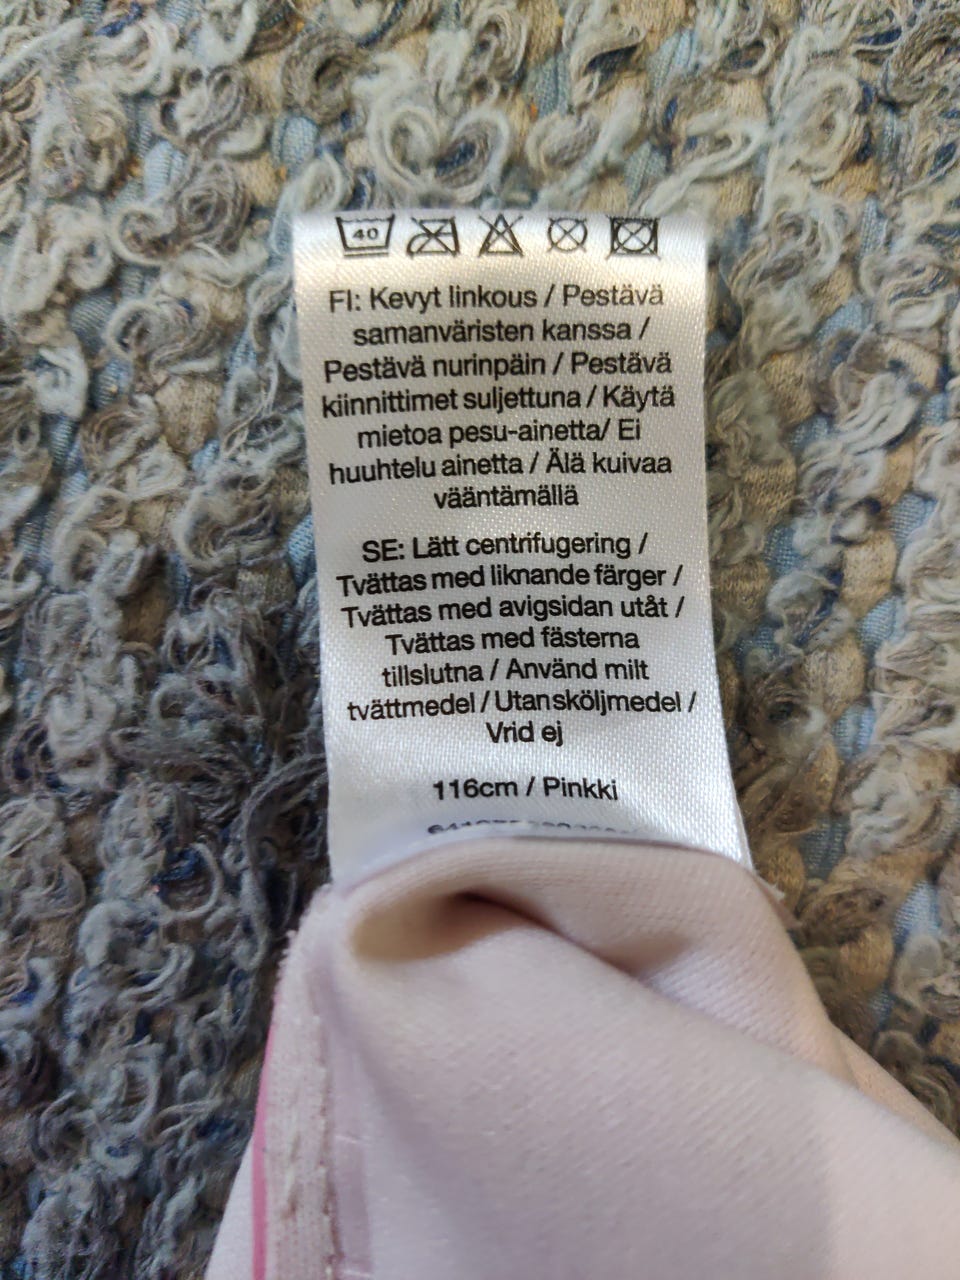 40
FI: Kevyt linkous / Pestävä
samanväristen kanssa /
Pestävä nurinpäin / Pestävä
kiinnittimet suljettuna / Käytä
mietoa pesu-ainetta/ Ei
huuhtelu ainetta / Älä kuivaa
vääntämällä
SE: Lätt centrifugering /
Tvättas med liknande färger /
Tvättas med avigsidan utåt /
Tvättas med fästerna
tillslutna / Använd milt
tvättmedel / Utan sköljmedel /
Vrid ej
116cm / Pinkki